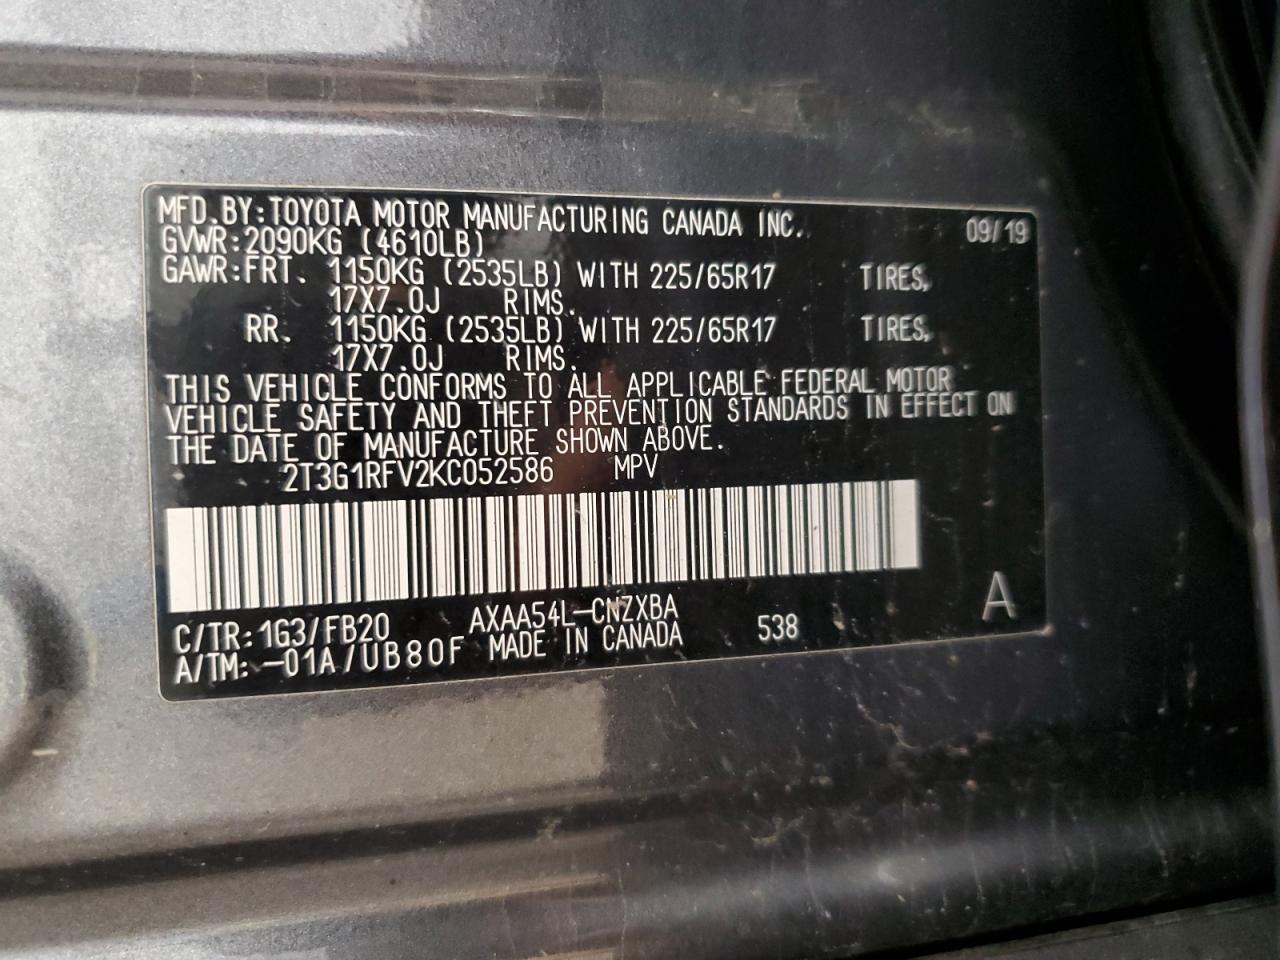 MFD.BY:TOYOTA MOTOR MANUFACTURING CANADA INC. 09/19
GVWR:2090KG (4610LB)
GAWR:FRT. 1150KG (2535LB) WITH 225/65R17 TIRES,
17X7.0J RIMS.
RR. 1150KG (2535LB) WITH 225/65R17 TIRES,
17X7.0J RIMS.
THIS VEHICLE CONFORMS TO ALL APPLICABLE FEDERAL MOTOR
VEHICLE SAFETY AND THEFT PREVENTION STANDARDS IN EFFECT ON
THE DATE OF MANUFACTURE SHOWN ABOVE.
2T3G1RFV2KC052586 MPV
C/TR:1G3/FB20 AXAA54L-CNZXBA 538 A
A/TM:-01A/UB80F MADE IN CANADA